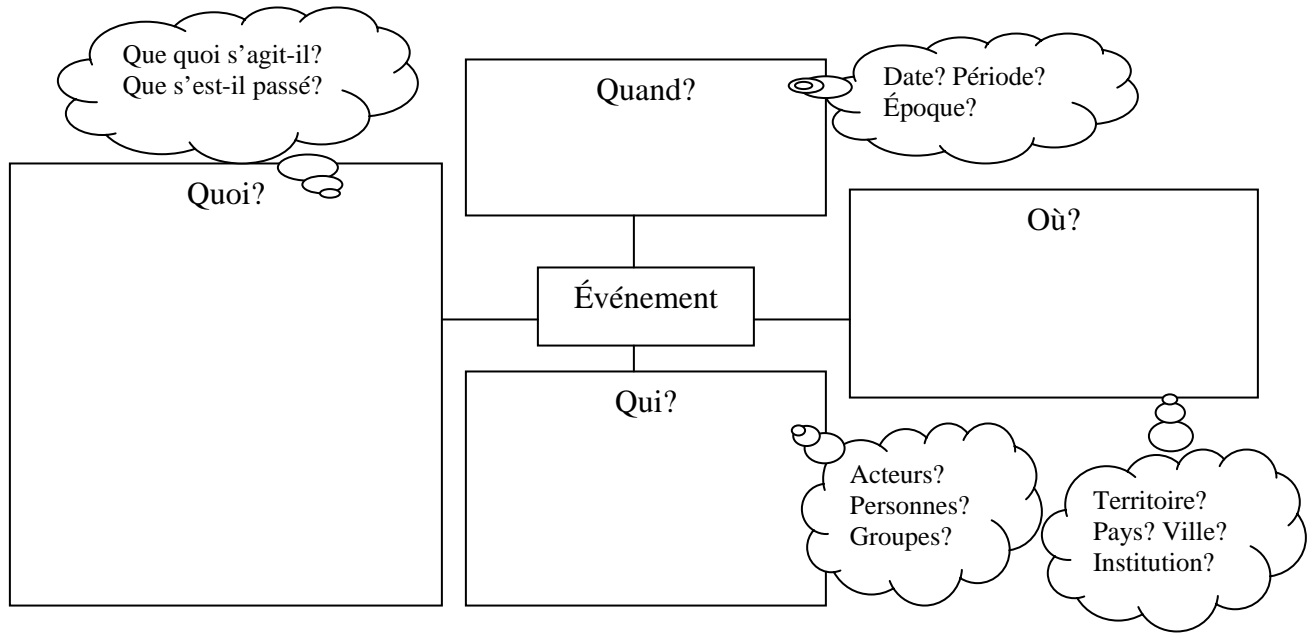 Que quoi s'agit-il?
Que s'est-il passé?
Quoi?
Quand?
Date? Période?
Époque?
Où?
Événement
Qui?
Acteurs?
Personnes?
Groupes?
Territoire?
Pays? Ville?
Institution?